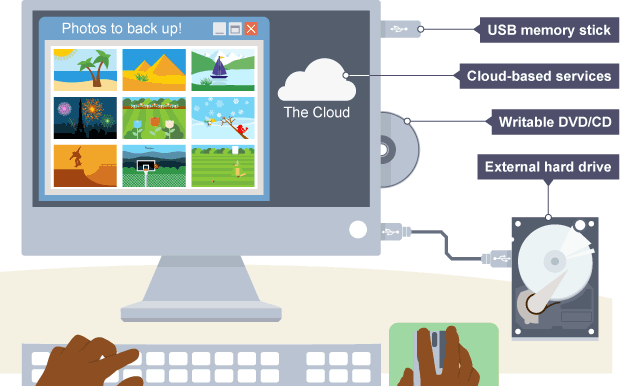 Photos to back up!
The Cloud
USB memory stick
Cloud-based services
Writable DVD/CD
External hard drive